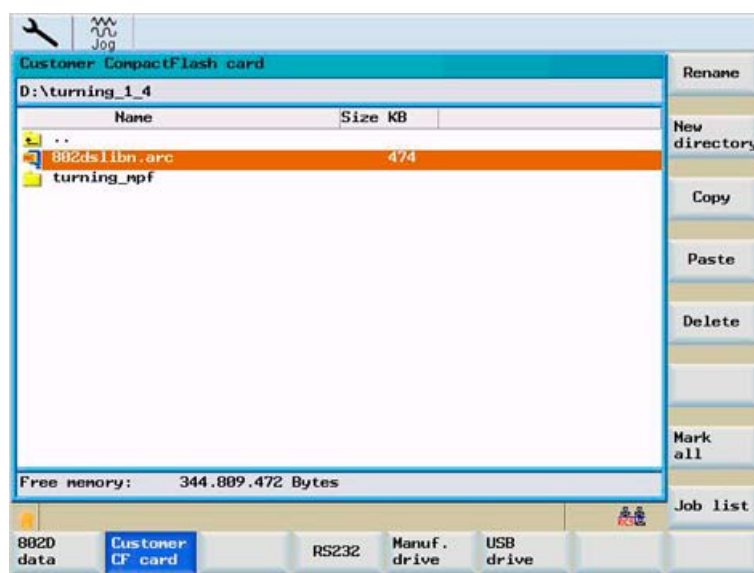 Jog
Customer CompactFlash card
D:\turning_1_4
Name Size KB
..
802dslibn.arc 474
turning_mpf
Free memory: 344.809.472 Bytes
Rename
New
directory
Copy
Paste
Delete
Mark
all
Job list
802D
data
Customer
CF card
RS232
Manuf.
drive
USB
drive